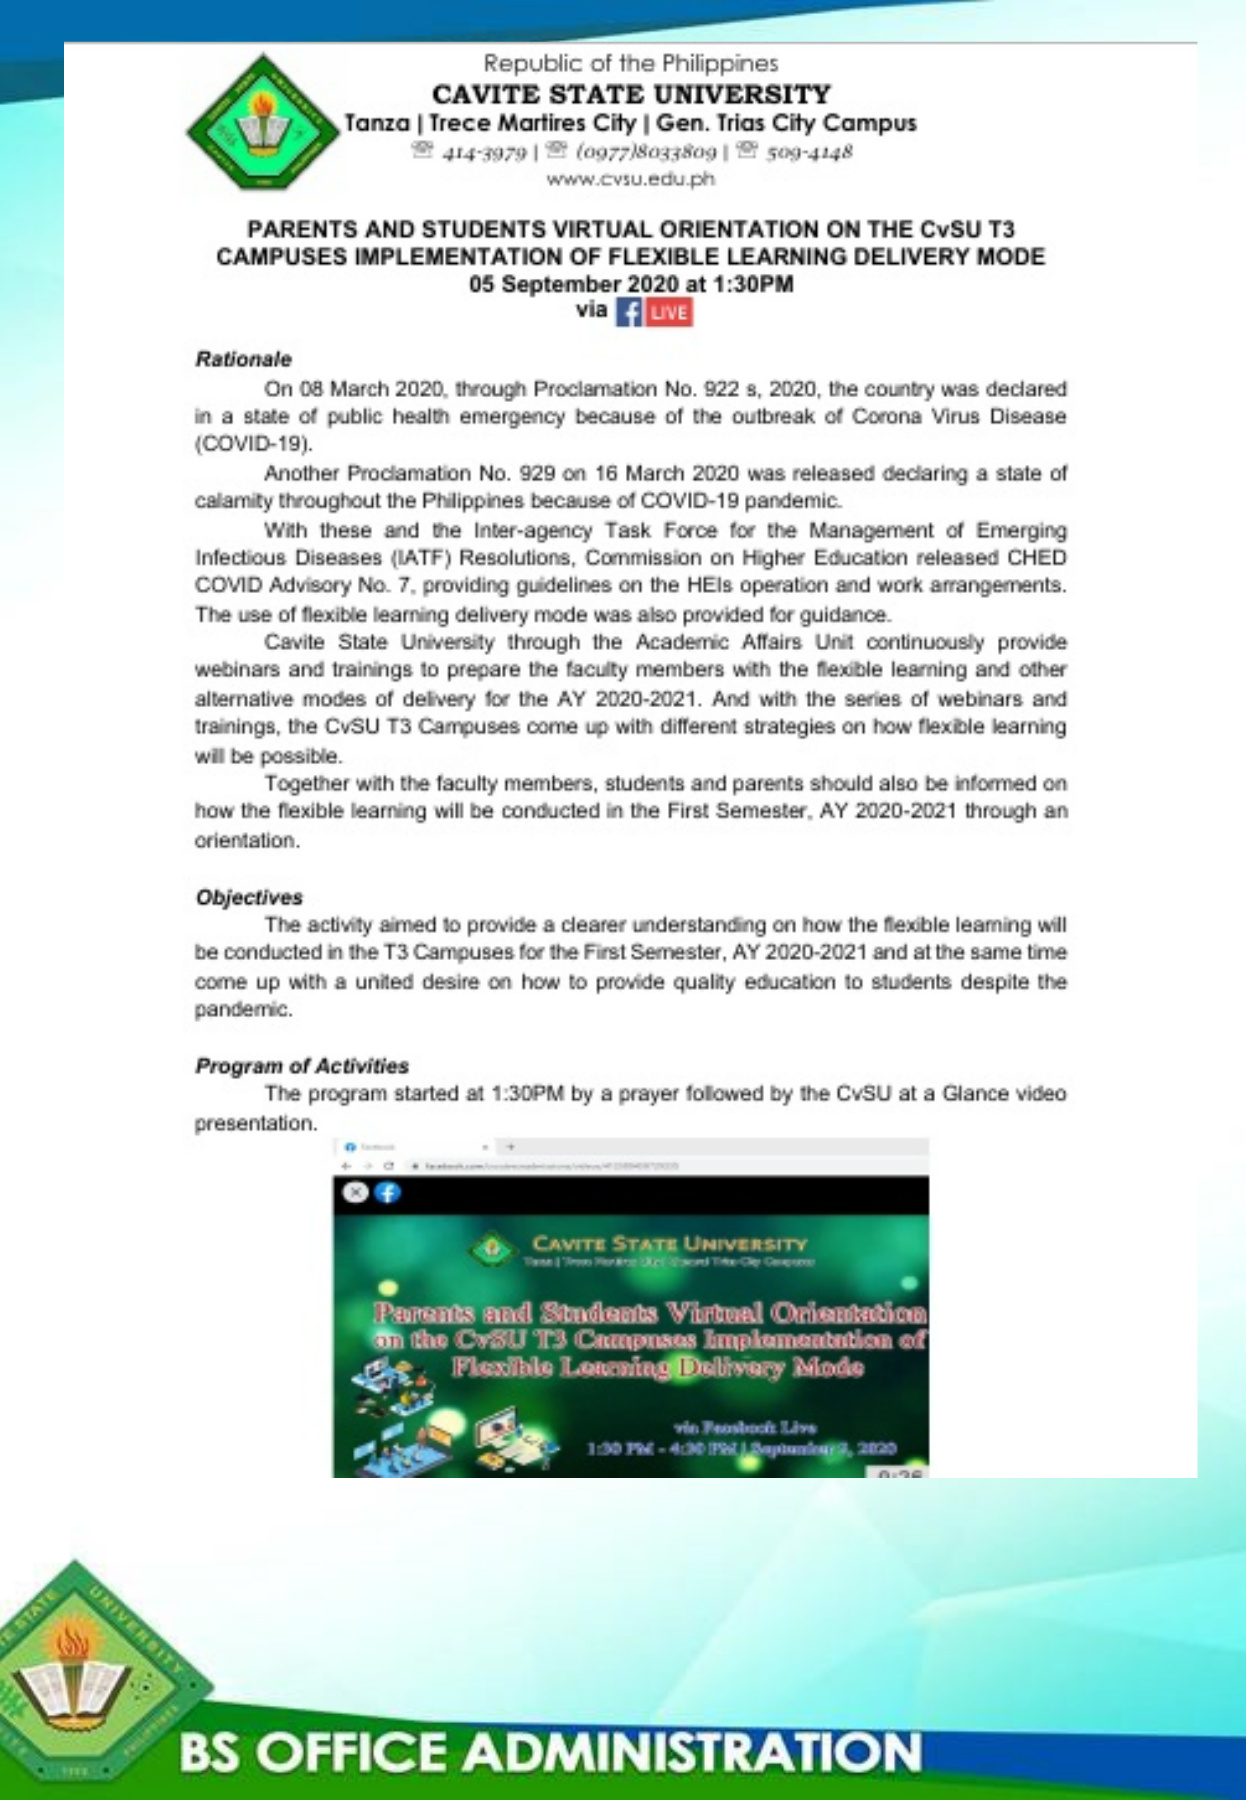 Republic of the Philippines
CAVITE STATE UNIVERSITY
Tanza | Trece Martires City | Gen. Trias City Campus
☏ 414-3979 | ☏ (0977)8033809 | ☏ 509-4148
www.cvsu.edu.ph
PARENTS AND STUDENTS VIRTUAL ORIENTATION ON THE CvSU T3
CAMPUSES IMPLEMENTATION OF FLEXIBLE LEARNING DELIVERY MODE
05 September 2020 at 1:30PM
via f LIVE
Rationale
On 08 March 2020, through Proclamation No. 922 s, 2020, the country was declared
in a state of public health emergency because of the outbreak of Corona Virus Disease
(COVID-19).
Another Proclamation No. 929 on 16 March 2020 was released declaring a state of
calamity throughout the Philippines because of COVID-19 pandemic.
With these and the Inter-agency Task Force for the Management of Emerging
Infectious Diseases (IATF) Resolutions, Commission on Higher Education released CHED
COVID Advisory No. 7, providing guidelines on the HEIs operation and work arrangements.
The use of flexible learning delivery mode was also provided for guidance.
Cavite State University through the Academic Affairs Unit continuously provide
webinars and trainings to prepare the faculty members with the flexible learning and other
alternative modes of delivery for the AY 2020-2021. And with the series of webinars and
trainings, the CvSU T3 Campuses come up with different strategies on how flexible learning
will be possible.
Together with the faculty members, students and parents should also be informed on
how the flexible learning will be conducted in the First Semester, AY 2020-2021 through an
orientation.
Objectives
The activity aimed to provide a clearer understanding on how the flexible learning will
be conducted in the T3 Campuses for the First Semester, AY 2020-2021 and at the same time
come up with a united desire on how to provide quality education to students despite the
pandemic.
Program of Activities
The program started at 1:30PM by a prayer followed by the CvSU at a Glance video
presentation.
Facebook
CAVITE STATE UNIVERSITY
Parents and Students Virtual Orientation
on the CvSU T3 Campuses Implementation of
Flexible Learning Delivery Mode
via Facebook Live
1:30 PM - 4:30 PM | September 5, 2020
STATE UNIVERSITY
PHILIPPINES
BS OFFICE ADMINISTRATION